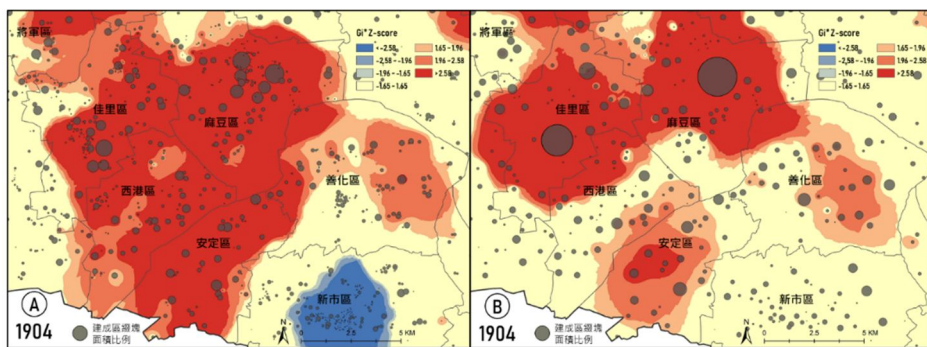 將軍區
佳里區
麻豆區
西港區
善化區
安定區
新市區
Gi* Z-score
<-2.58
-2.58~-1.96
-1.96~-1.65
-1.65~1.65
1.65~1.96
1.96~2.58
>2.58
A
1904
建成區綴塊
面積比例
N
0
2.5
5 KM
將軍區
佳里區
麻豆區
西港區
善化區
安定區
新市區
Gi* Z-score
<-2.58
-2.58~-1.96
-1.96~-1.65
-1.65~1.65
1.65~1.96
1.96~2.58
>2.58
B
1904
建成區綴塊
面積比例
N
0
2.5
5 KM